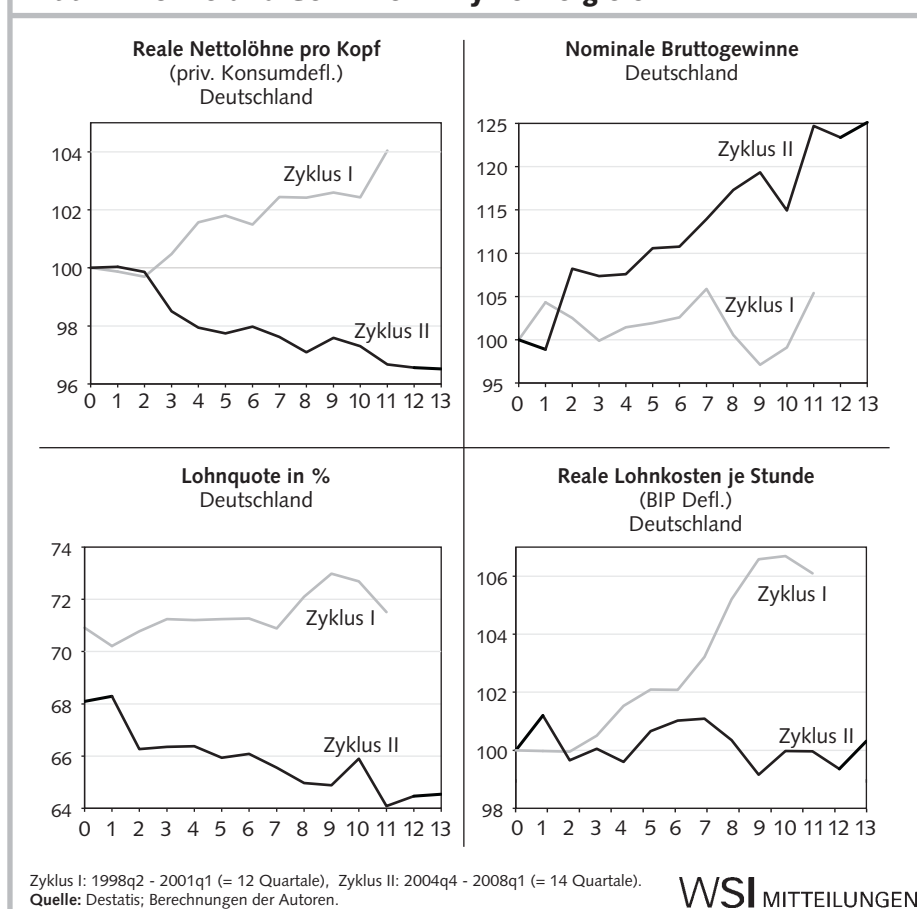 Reale Nettolöhne pro Kopf
(priv. Konsumdefl.)
Deutschland
104
102
100
98
96
Zyklus I
Zyklus II
0 1 2 3 4 5 6 7 8 9 10 11 12 13
Nominale Bruttogewinne
Deutschland
125
120
115
110
105
100
95
Zyklus II
Zyklus I
0 1 2 3 4 5 6 7 8 9 10 11 12 13
Lohnquote in %
Deutschland
74
72
70
68
66
64
Zyklus I
Zyklus II
0 1 2 3 4 5 6 7 8 9 10 11 12 13
Reale Lohnkosten je Stunde
(BIP Defl.)
Deutschland
106
104
102
100
98
Zyklus I
Zyklus II
0 1 2 3 4 5 6 7 8 9 10 11 12 13
Zyklus I: 1998q2 - 2001q1 (= 12 Quartale), Zyklus II: 2004q4 - 2008q1 (= 14 Quartale).
Quelle: Destatis; Berechnungen der Autoren.
WSI MITTEILUNGEN